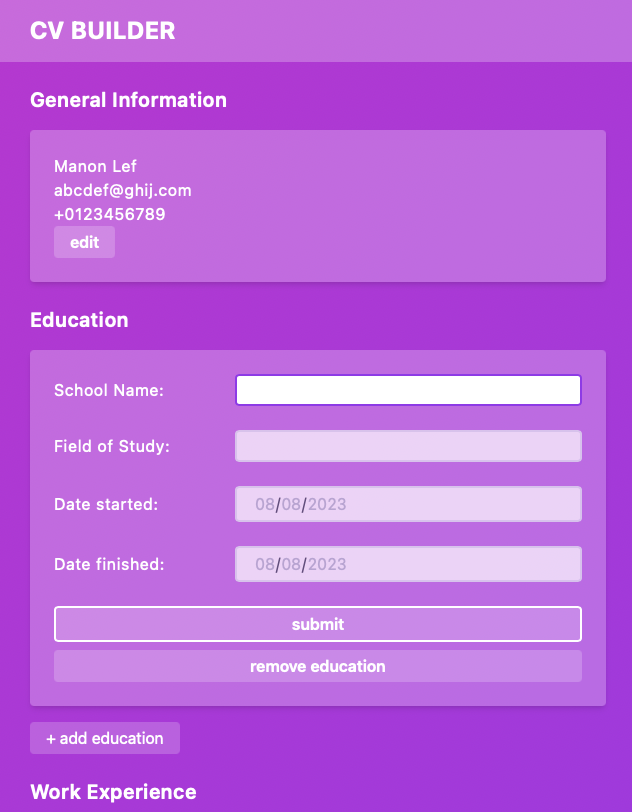 CV BUILDER
General Information
Manon Lef
abcdef@ghij.com
+0123456789
edit
Education
School Name:
Field of Study:
Date started: 08/08/2023
Date finished: 08/08/2023
submit
remove education
+ add education
Work Experience